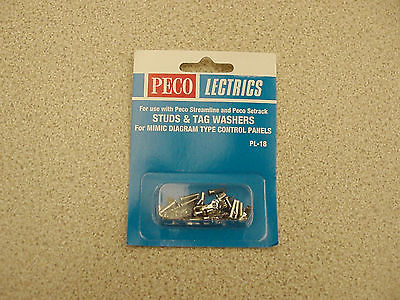 PECO LECTRICS
For use with Peco Streamline and Peco Setrack
STUDS & TAG WASHERS
For MIMIC DIAGRAM TYPE CONTROL PANELS
PL-18